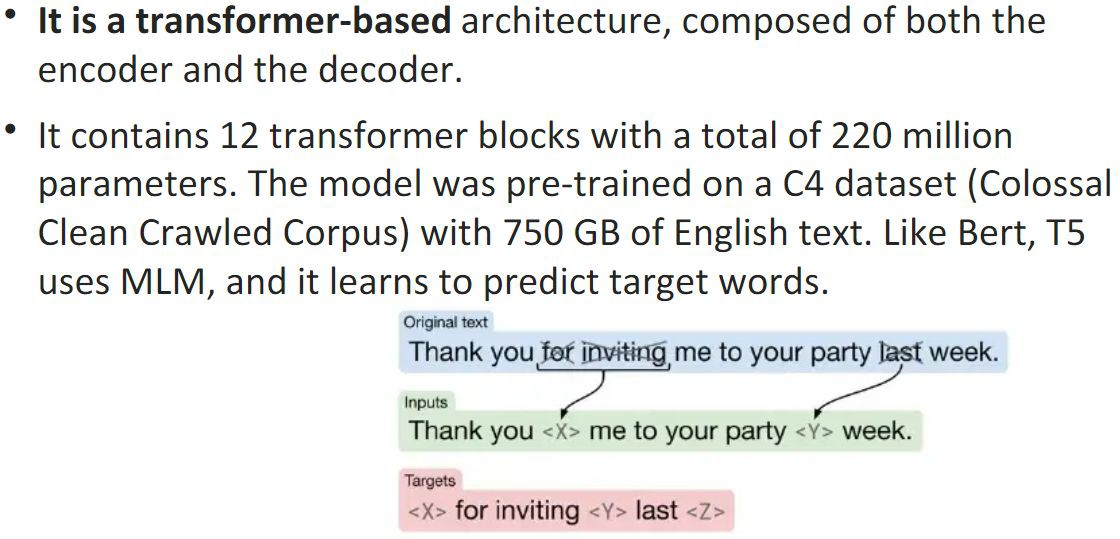 • It is a transformer-based architecture, composed of both the
encoder and the decoder.
• It contains 12 transformer blocks with a total of 220 million
parameters. The model was pre-trained on a C4 dataset (Colossal
Clean Crawled Corpus) with 750 GB of English text. Like Bert, T5
uses MLM, and it learns to predict target words.
Original text
Thank you for inviting me to your party last week.
Inputs
Thank you <X> me to your party <Y> week.
Targets
<X> for inviting <Y> last <Z>